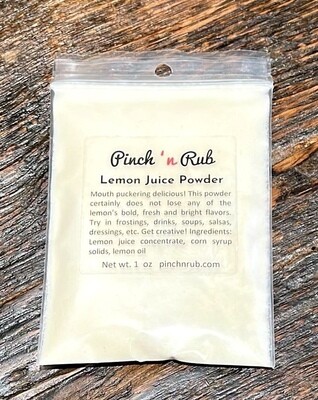 Pinch 'n Rub
Lemon Juice Powder
Mouth puckering delicious! This powder
certainly does not lose any of the
lemon's bold, fresh and bright flavors.
Try in frostings, drinks, soups, salsas,
dressings, etc. Get creative! Ingredients:
Lemon juice concentrate, corn syrup
solids, lemon oil
Net wt. 1 oz pinchnrub.com